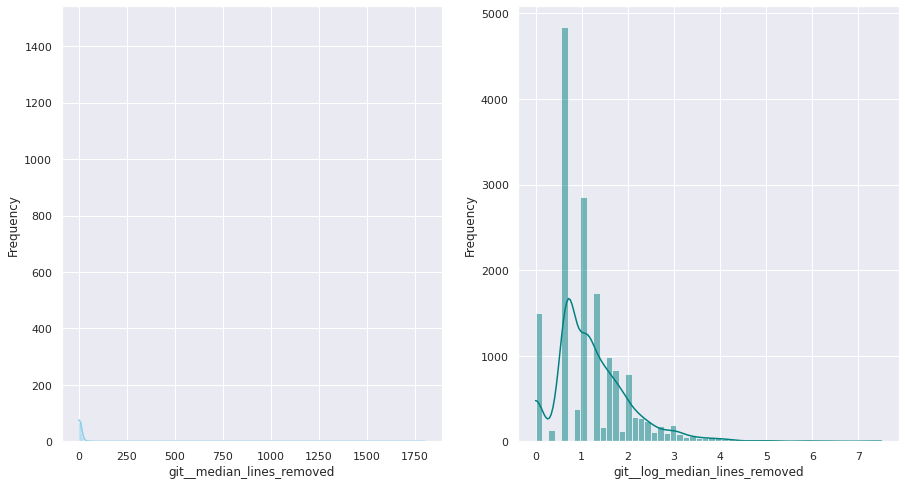 Frequency
1400
1200
1000
800
600
400
200
0
0 250 500 750 1000 1250 1500 1750
git__median_lines_removed
Frequency
5000
4000
3000
2000
1000
0
0 1 2 3 4 5 6 7
git__log_median_lines_removed